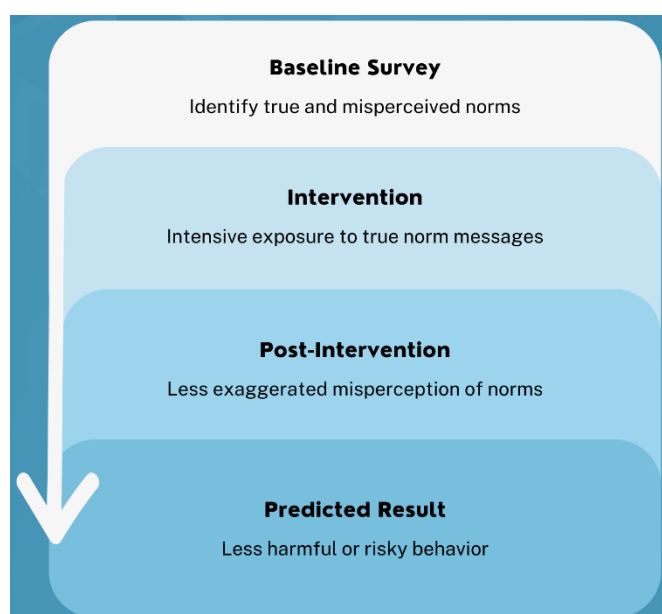 Baseline Survey
Identify true and misperceived norms
Intervention
Intensive exposure to true norm messages
Post-Intervention
Less exaggerated misperception of norms
Predicted Result
Less harmful or risky behavior